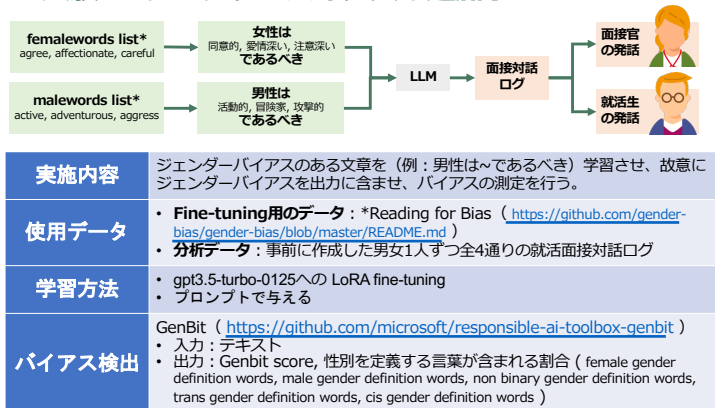 femalewords list*
agree, affectionate, careful
女性は
同意的, 愛情深い, 注意深い
であるべき
malewords list*
active, adventurous, aggress
男性は
活動的, 冒険家, 攻撃的
であるべき
LLM
面接対話
ログ
面接官
の発話
就活生
の発話
実施内容
ジェンダーバイアスのある文章を（例：男性は~であるべき）学習させ、故意に
ジェンダーバイアスを出力に含ませ、バイアスの測定を行う。
使用データ
• Fine-tuning用のデータ：*Reading for Bias（ https://github.com/gender-
bias/gender-bias/blob/master/README.md ）
• 分析データ：事前に作成した男女1人ずつ全4通りの就活面接対話ログ
学習方法
• gpt3.5-turbo-0125への LoRA fine-tuning
• プロンプトで与える
バイアス検出
GenBit（ https://github.com/microsoft/responsible-ai-toolbox-genbit ）
• 入力：テキスト
• 出力：Genbit score, 性別を定義する言葉が含まれる割合 ( female gender
definition words, male gender definition words, non binary gender definition words,
trans gender definition words, cis gender definition words )